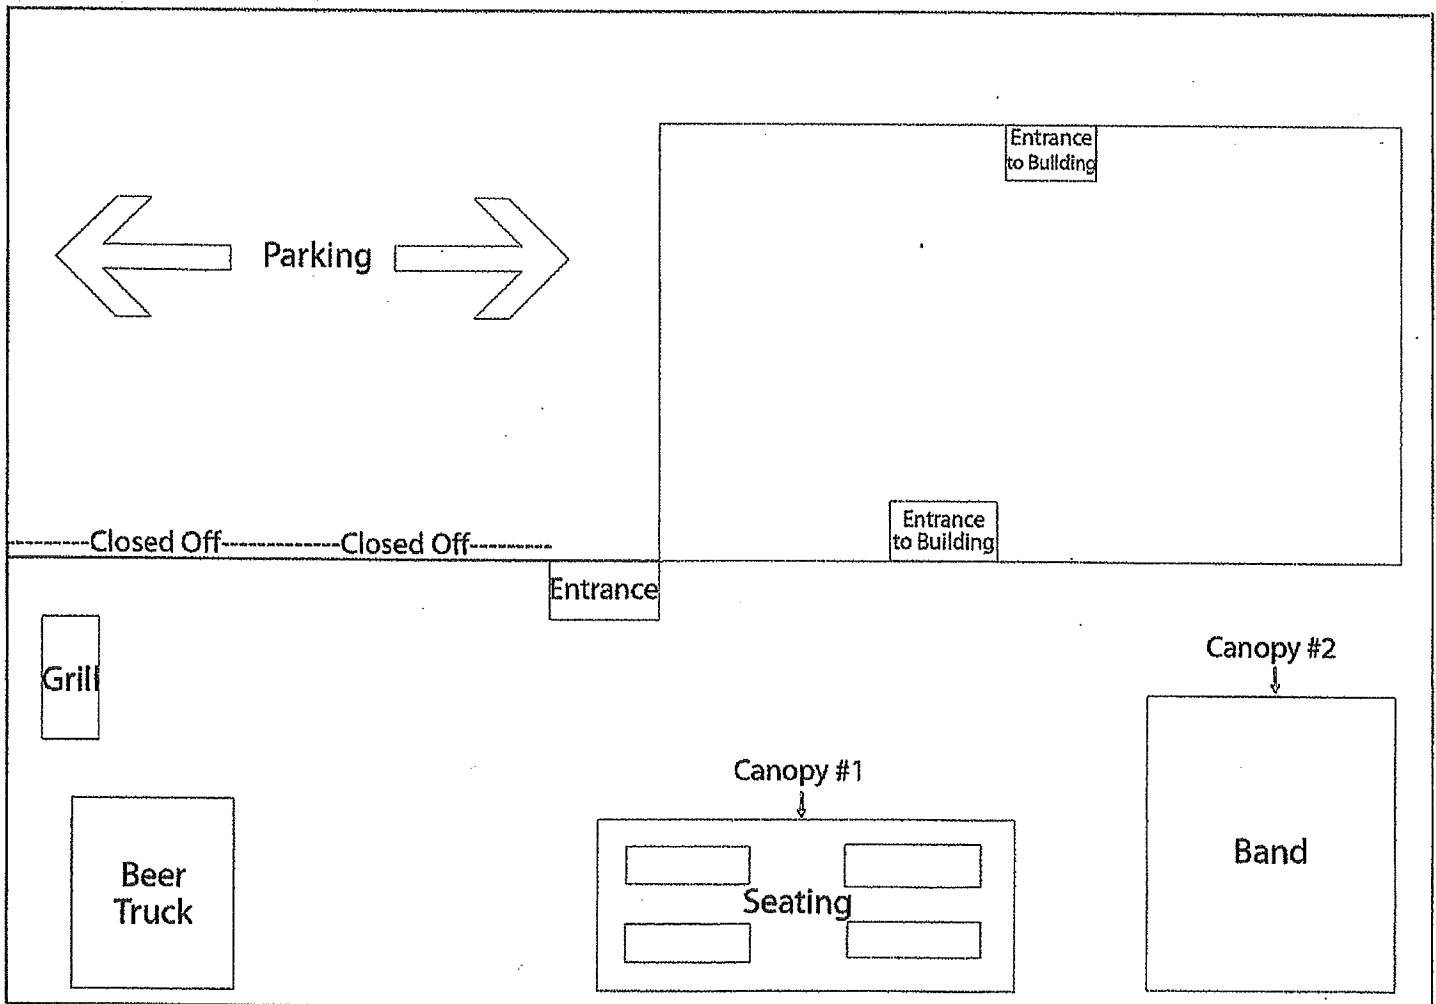 Entrance
to Building
Parking
Entrance
to Building
Closed Off
Closed Off
Entrance
Grill
Canopy #2
Canopy #1
Band
Beer
Truck
Seating